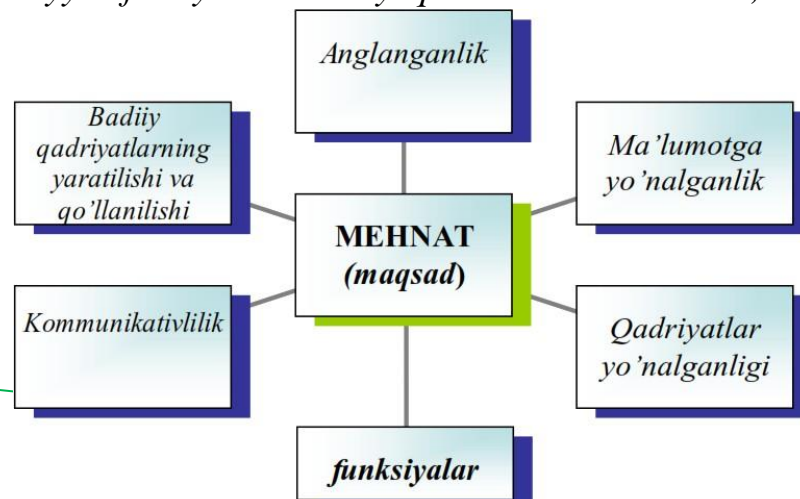 Anglanganlik
Badiiy
qadriyatlarning
yaratilishi va
qo’llanilishi
Ma’lumotga
yo’nalganlik
MEHNAT
(maqsad)
Kommunikativlilik
Qadriyatlar
yo’nalganligi
funksiyalar